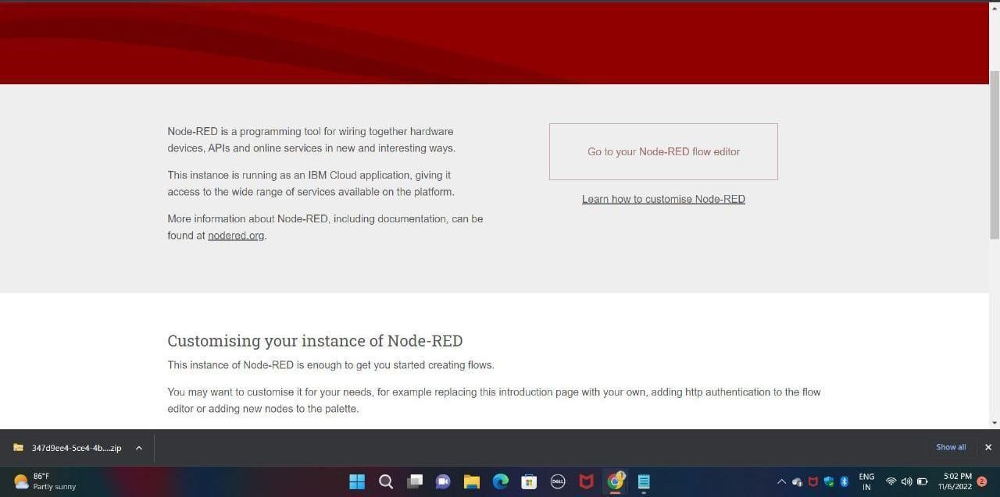 Node-RED is a programming tool for wiring together hardware
devices, APIs and online services in new and interesting ways.
This instance is running as an IBM Cloud application, giving it
access to the wide range of services available on the platform.
More information about Node-RED, including documentation, can be
found at nodered.org.
Go to your Node-RED flow editor
Learn how to customise Node-RED
Customising your instance of Node-RED
This instance of Node-RED is enough to get you started creating flows.
You may want to customise it for your needs, for example replacing this introduction page with your own, adding http authentication to the flow
editor or adding new nodes to the palette.
347d9ee4-5ce4-4b....zip
Show all
86°F
Partly sunny
DELL
1
ENG
IN
5:02 PM
11/6/2022
2